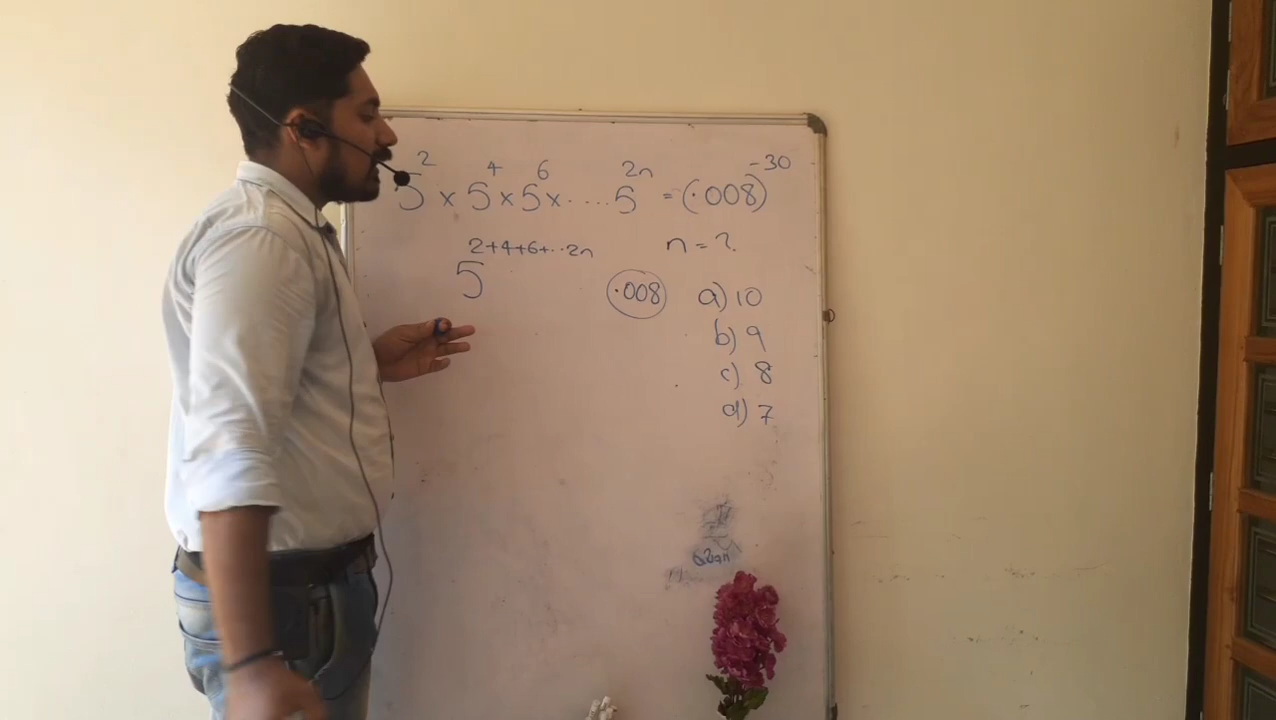 5² × 5⁴ × 5⁶ × ..... 5²ⁿ = (.008)⁻³⁰
5^2+4+6+..2n
n = ?
.008
a) 10
b) 9
c) 8
d) 7